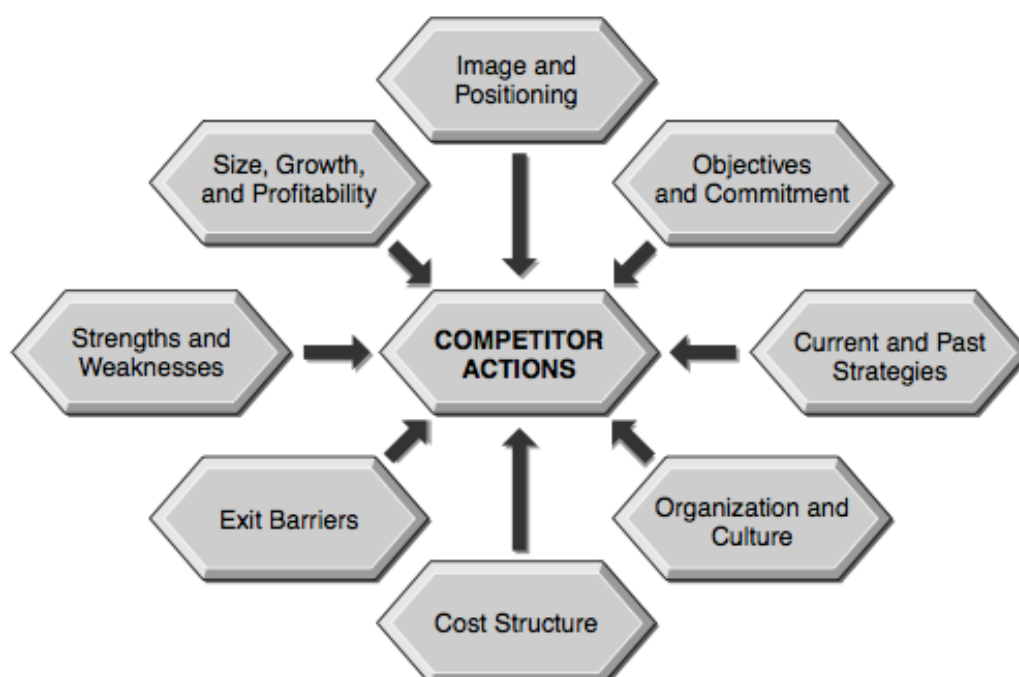 Image and
Positioning
Size, Growth,
and Profitability
Objectives
and Commitment
Strengths and
Weaknesses
COMPETITOR
ACTIONS
Current and Past
Strategies
Exit Barriers
Organization and
Culture
Cost Structure